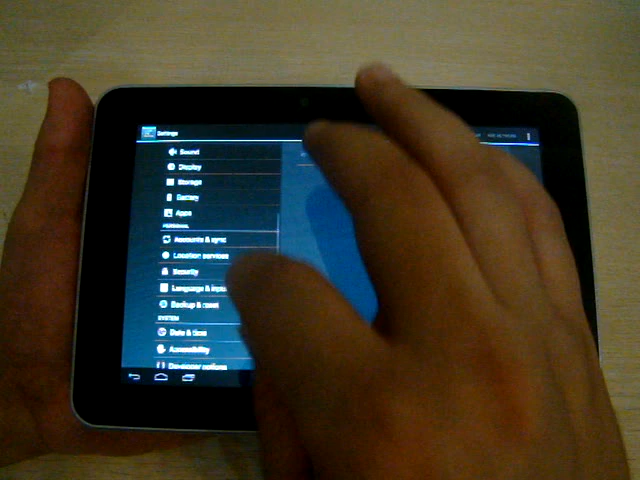 Settings
Sound
Display
Storage
Battery
Apps
PERSONAL
Accounts & sync
Location services
Security
Language & input
Backup & reset
SYSTEM
Date & time
Accessibility
Developer options